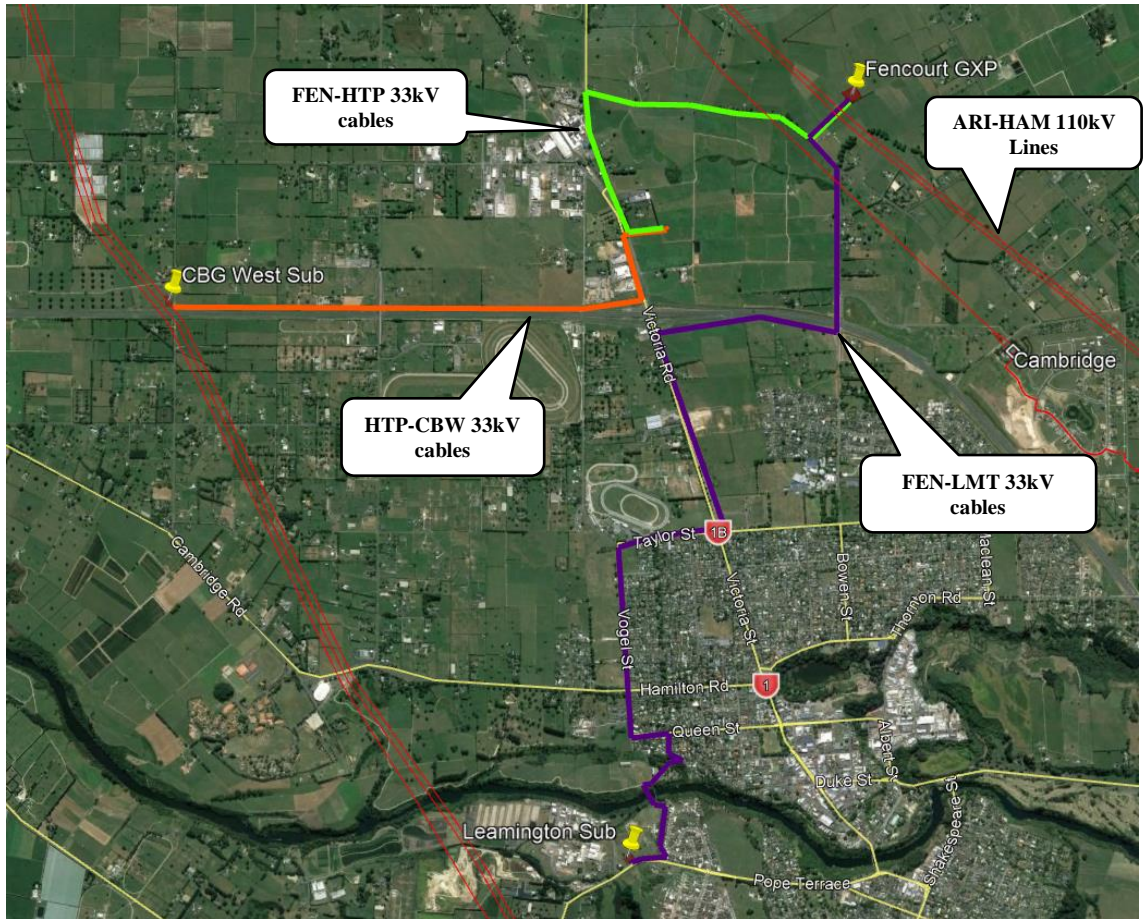 Fencourt GXP
FEN-HTP 33kV
cables
ARI-HAM 110kV
Lines
CBG West Sub
Victoria Rd
Cambridge
HTP-CBW 33kV
cables
FEN-LMT 33kV
cables
1B
Taylor St
Maclean St
Bowen St
Cambridge Rd
Victoria St
Thornton Rd
Vogel St
Hamilton Rd
1
Queen St
Albert St
Duke St
Shakespeare St
Leamington Sub
Pope Terrace